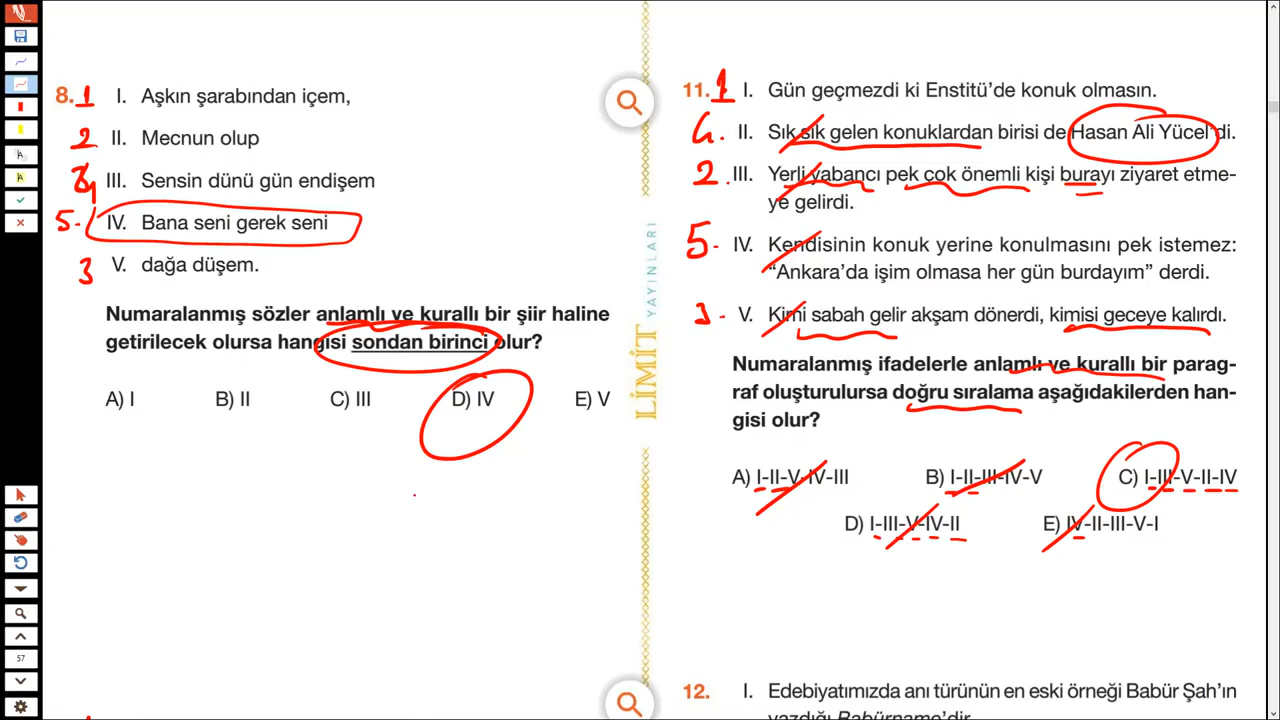 8. 1 I. Aşkın şarabından içem,
2 II. Mecnun olup
4 III. Sensin dünü gün endişem
5- IV. Bana seni gerek seni
3 V. dağa düşem.
Numaralanmış sözler anlamlı ve kurallı bir şiir haline
getirilecek olursa hangisi sondan birinci olur?
A) I B) II C) III D) IV E) V
LİMİT YAYINLARI
11. 1 I. Gün geçmezdi ki Enstitü’de konuk olmasın.
4 II. Sık sık gelen konuklardan birisi de Hasan Ali Yücel’di.
2. III. Yerli yabancı pek çok önemli kişi burayı ziyaret etme-
ye gelirdi.
5- IV. Kendisinin konuk yerine konulmasını pek istemez:
“Ankara’da işim olmasa her gün burdayım” derdi.
3- V. Kimi sabah gelir akşam dönerdi, kimisi geceye kalırdı.
Numaralanmış ifadelerle anlamlı ve kurallı bir parag-
raf oluşturulursa doğru sıralama aşağıdakilerden han-
gisi olur?
A) I-II-V-IV-III B) I-II-III-IV-V C) I-III-V-II-IV
D) I-III-V-IV-II E) IV-II-III-V-I
12. I. Edebiyatımızda anı türünün en eski örneği Babür Şah’ın
yazdığı Babürname’dir.
57